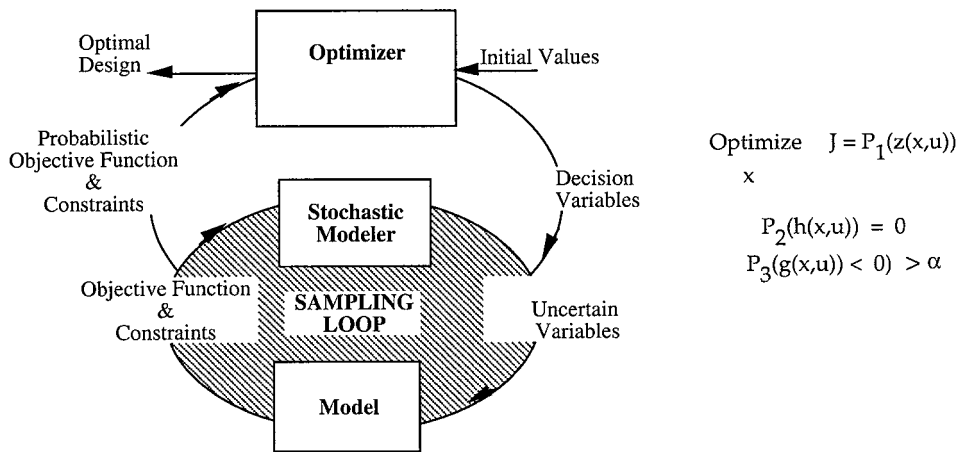 Optimal
Design
Optimizer
Initial Values
Probabilistic
Objective Function
&
Constraints
Decision
Variables
Stochastic
Modeler
Objective Function
&
Constraints
SAMPLING
LOOP
Uncertain
Variables
Model
Optimize J = P1(z(x,u))
x
P2(h(x,u)) = 0
P3(g(x,u)) < 0) > α